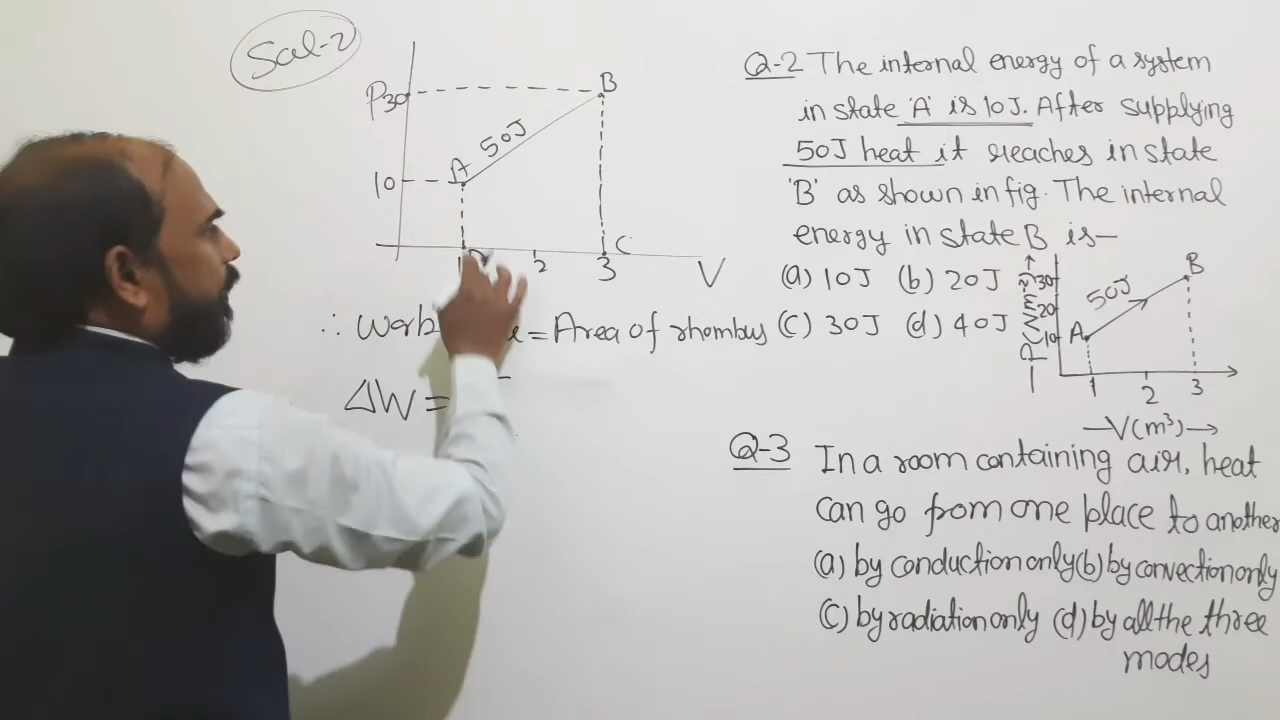 Sol-2
P30
B
50J
A
10
1
2
3
C
V
∴ Work = Area of rhombus
ΔW =
Q-2 The internal energy of a system
in state 'A' is 10J. After supplying
50J heat it reaches in state
'B' as shown in fig. The internal
energy in state B is—
(a) 10J (b) 20J
(c) 30J (d) 40J
30
20
10
50J
A
B
1
2
3
—V(m³)→
Q-3 In a room containing air, heat
can go from one place to another
(a) by conduction only (b) by convection only
(c) by radiation only (d) by all the three
modes